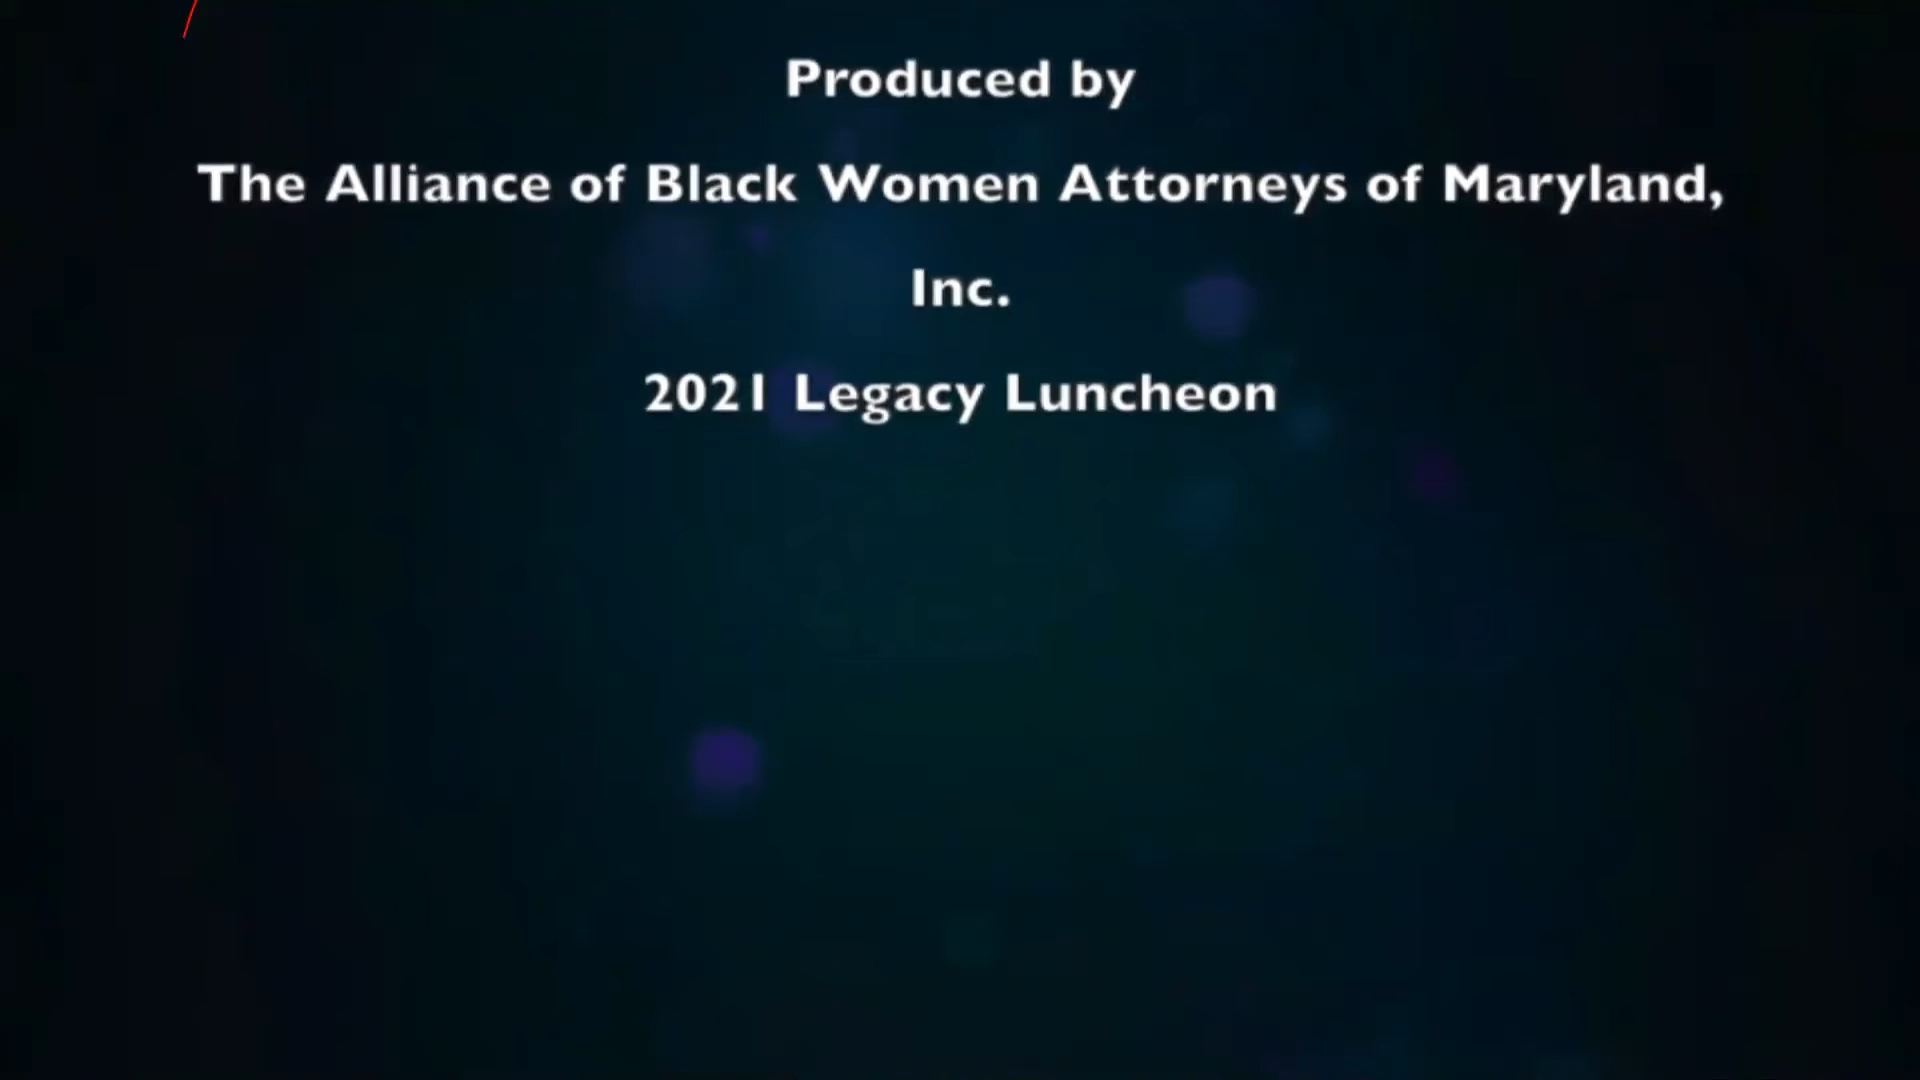 Produced by
The Alliance of Black Women Attorneys of Maryland,
Inc.
2021 Legacy Luncheon